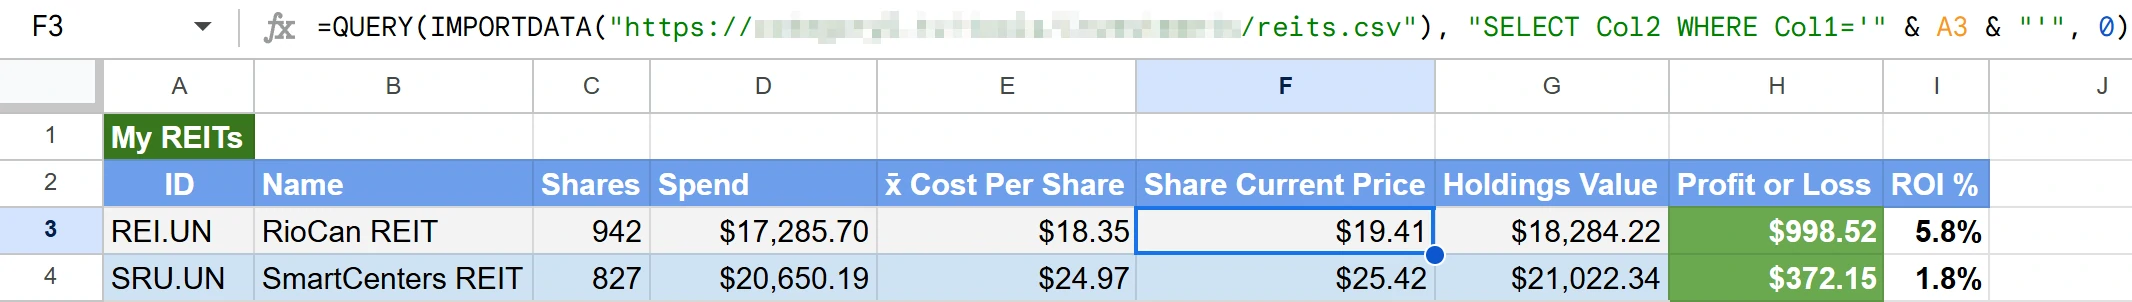 F3 fx =QUERY(IMPORTDATA("https:// /reits.csv"), "SELECT Col2 WHERE Col1='" & A3 & "'", 0)
A B C D E F G H I J
1 My REITs
2 ID Name Shares Spend x̄ Cost Per Share Share Current Price Holdings Value Profit or Loss ROI %
3 REI.UN RioCan REIT 942 $17,285.70 $18.35 $19.41 $18,284.22 $998.52 5.8%
4 SRU.UN SmartCenters REIT 827 $20,650.19 $24.97 $25.42 $21,022.34 $372.15 1.8%